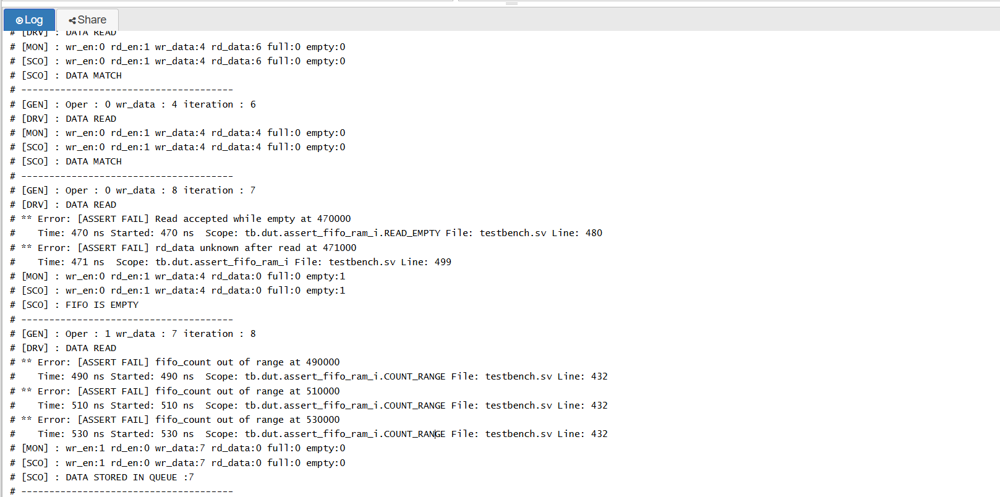 Log
Share
# [DRV] : DATA READ
# [MON] : wr_en:0 rd_en:1 wr_data:4 rd_data:6 full:0 empty:0
# [SCO] : wr_en:0 rd_en:1 wr_data:4 rd_data:6 full:0 empty:0
# [SCO] : DATA MATCH
# --------------------------------------
# [GEN] : Oper : 0 wr_data : 4 iteration : 6
# [DRV] : DATA READ
# [MON] : wr_en:0 rd_en:1 wr_data:4 rd_data:4 full:0 empty:0
# [SCO] : wr_en:0 rd_en:1 wr_data:4 rd_data:4 full:0 empty:0
# [SCO] : DATA MATCH
# --------------------------------------
# [GEN] : Oper : 0 wr_data : 8 iteration : 7
# [DRV] : DATA READ
# ** Error: [ASSERT FAIL] Read accepted while empty at 470000
#    Time: 470 ns Started: 470 ns  Scope: tb.dut.assert_fifo_ram_i.READ_EMPTY File: testbench.sv Line: 480
# ** Error: [ASSERT FAIL] rd_data unknown after read at 471000
#    Time: 471 ns  Scope: tb.dut.assert_fifo_ram_i File: testbench.sv Line: 499
# [MON] : wr_en:0 rd_en:1 wr_data:4 rd_data:0 full:0 empty:1
# [SCO] : wr_en:0 rd_en:1 wr_data:4 rd_data:0 full:0 empty:1
# [SCO] : FIFO IS EMPTY
# --------------------------------------
# [GEN] : Oper : 1 wr_data : 7 iteration : 8
# [DRV] : DATA READ
# ** Error: [ASSERT FAIL] fifo_count out of range at 490000
#    Time: 490 ns Started: 490 ns  Scope: tb.dut.assert_fifo_ram_i.COUNT_RANGE File: testbench.sv Line: 432
# ** Error: [ASSERT FAIL] fifo_count out of range at 510000
#    Time: 510 ns Started: 510 ns  Scope: tb.dut.assert_fifo_ram_i.COUNT_RANGE File: testbench.sv Line: 432
# ** Error: [ASSERT FAIL] fifo_count out of range at 530000
#    Time: 530 ns Started: 530 ns  Scope: tb.dut.assert_fifo_ram_i.COUNT_RANGE File: testbench.sv Line: 432
# [MON] : wr_en:1 rd_en:0 wr_data:7 rd_data:0 full:0 empty:0
# [SCO] : wr_en:1 rd_en:0 wr_data:7 rd_data:0 full:0 empty:0
# [SCO] : DATA STORED IN QUEUE :7
# --------------------------------------